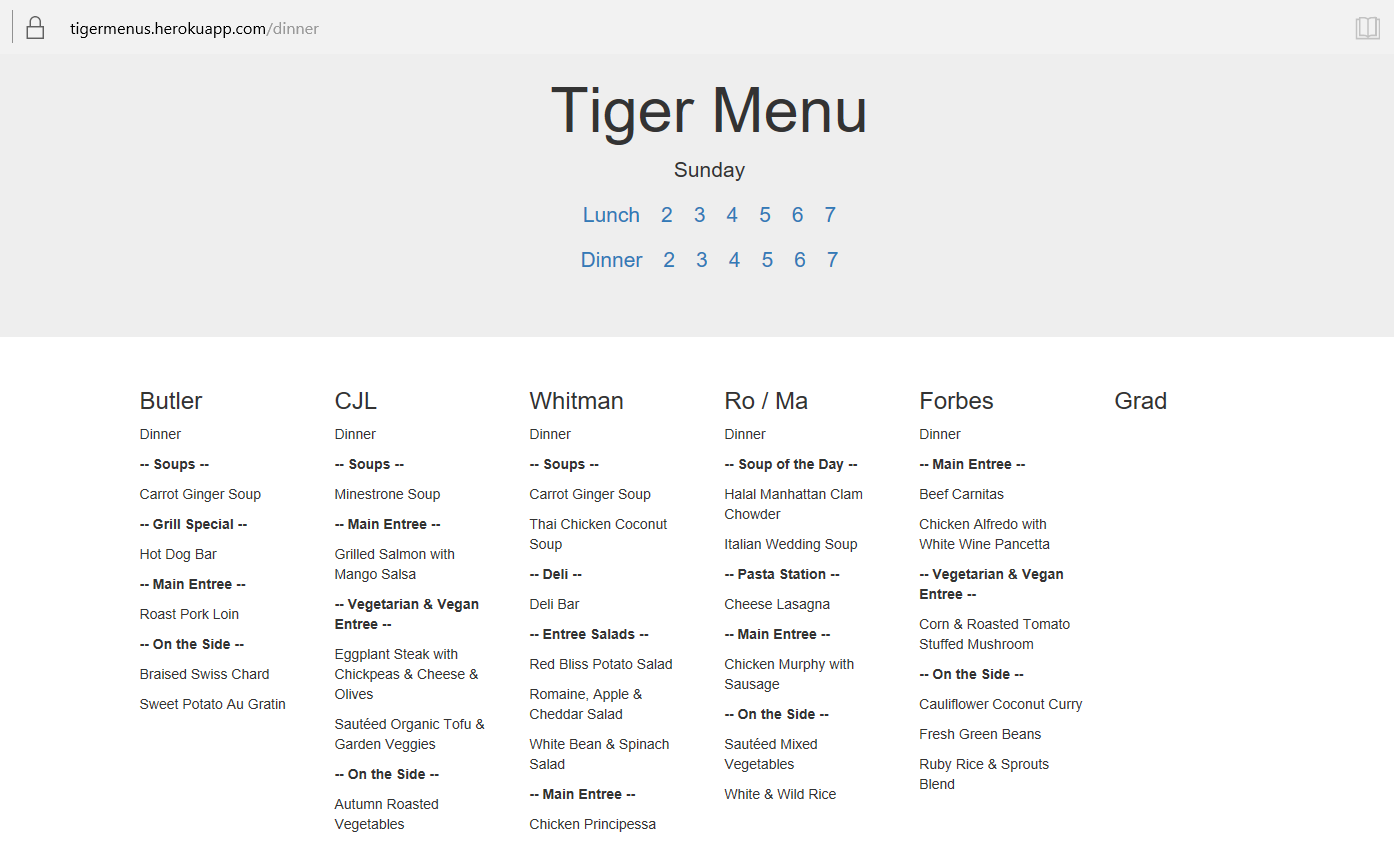 tigermenus.herokuapp.com/dinner
Tiger Menu
Sunday
Lunch 2 3 4 5 6 7
Dinner 2 3 4 5 6 7
Butler
Dinner
-- Soups --
Carrot Ginger Soup
-- Grill Special --
Hot Dog Bar
-- Main Entree --
Roast Pork Loin
-- On the Side --
Braised Swiss Chard
Sweet Potato Au Gratin
CJL
Dinner
-- Soups --
Minestrone Soup
-- Main Entree --
Grilled Salmon with
Mango Salsa
-- Vegetarian & Vegan
Entree --
Eggplant Steak with
Chickpeas & Cheese &
Olives
Sautéed Organic Tofu &
Garden Veggies
-- On the Side --
Autumn Roasted
Vegetables
Whitman
Dinner
-- Soups --
Carrot Ginger Soup
Thai Chicken Coconut
Soup
-- Deli --
Deli Bar
-- Entree Salads --
Red Bliss Potato Salad
Romaine, Apple &
Cheddar Salad
White Bean & Spinach
Salad
-- Main Entree --
Chicken Principessa
Ro / Ma
Dinner
-- Soup of the Day --
Halal Manhattan Clam
Chowder
Italian Wedding Soup
-- Pasta Station --
Cheese Lasagna
-- Main Entree --
Chicken Murphy with
Sausage
-- On the Side --
Sautéed Mixed
Vegetables
White & Wild Rice
Forbes
Dinner
-- Main Entree --
Beef Carnitas
Chicken Alfredo with
White Wine Pancetta
-- Vegetarian & Vegan
Entree --
Corn & Roasted Tomato
Stuffed Mushroom
-- On the Side --
Cauliflower Coconut Curry
Fresh Green Beans
Ruby Rice & Sprouts
Blend
Grad